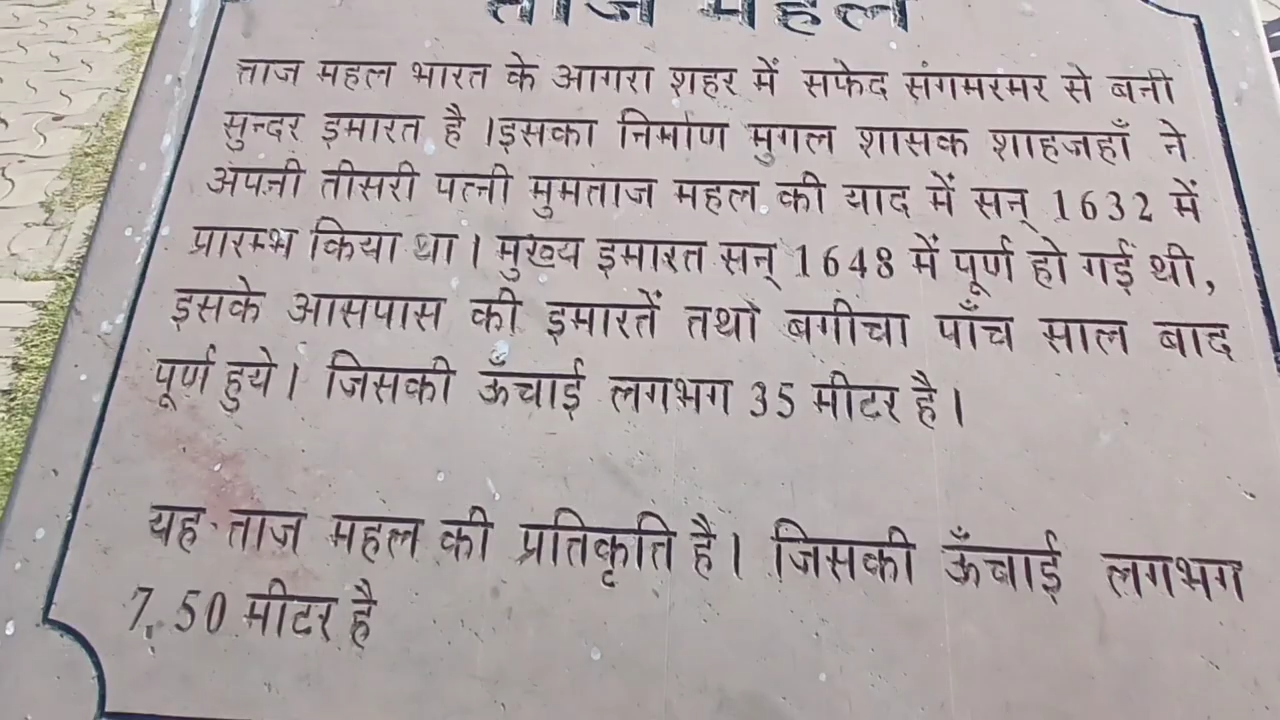 ताज महल
ताज महल भारत के आगरा शहर में सफेद संगमरमर से बनी
सुन्दर इमारत है ।इसका निर्माण मुगल शासक शाहजहाँ ने
अपनी तीसरी पत्नी मुमताज महल की याद में सन् 1632 में
प्रारम्भ किया था । मुख्य इमारत सन् 1648 में पूर्ण हो गई थी,
इसके आसपास की इमारतें तथा बगीचा पाँच साल बाद
पूर्ण हुये । जिसकी ऊँचाई लगभग 35 मीटर है ।
यह ताज महल की प्रतिकृति है । जिसकी ऊँचाई लगभग
7.50 मीटर है